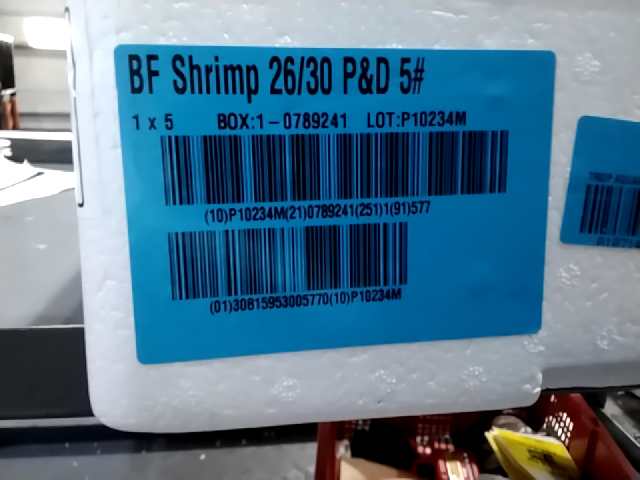 BF Shrimp 26/30 P&D 5#
1 x 5 BOX:1-0789241 LOT:P10234M
(10)P10234M(21)0789241(251)1(91)577
(01)30815953005770(10)P10234M